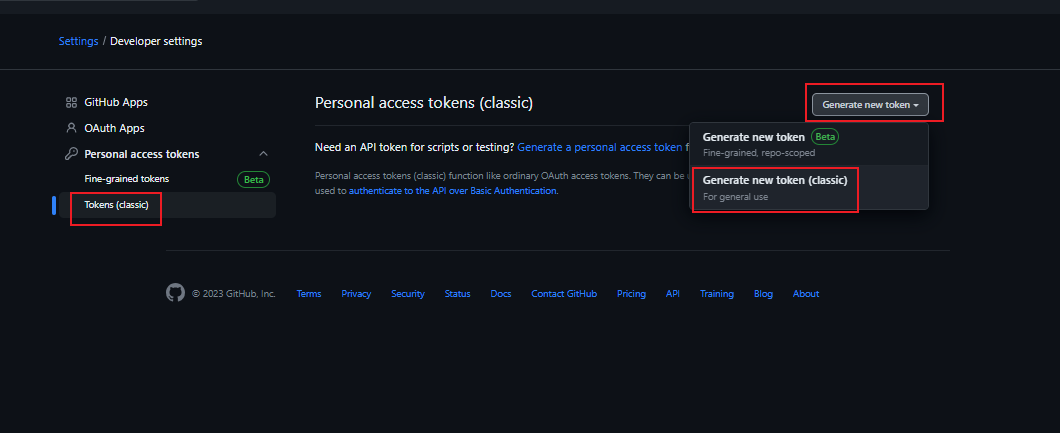 Settings / Developer settings
GitHub Apps
OAuth Apps
Personal access tokens
Fine-grained tokens Beta
Tokens (classic)
Personal access tokens (classic)
Generate new token
Need an API token for scripts or testing? Generate a personal access token
Personal access tokens (classic) function like ordinary OAuth access tokens. They can be
used to authenticate to the API over Basic Authentication.
Generate new token Beta
Fine-grained, repo-scoped
Generate new token (classic)
For general use
© 2023 GitHub, Inc. Terms Privacy Security Status Docs Contact GitHub Pricing API Training Blog About